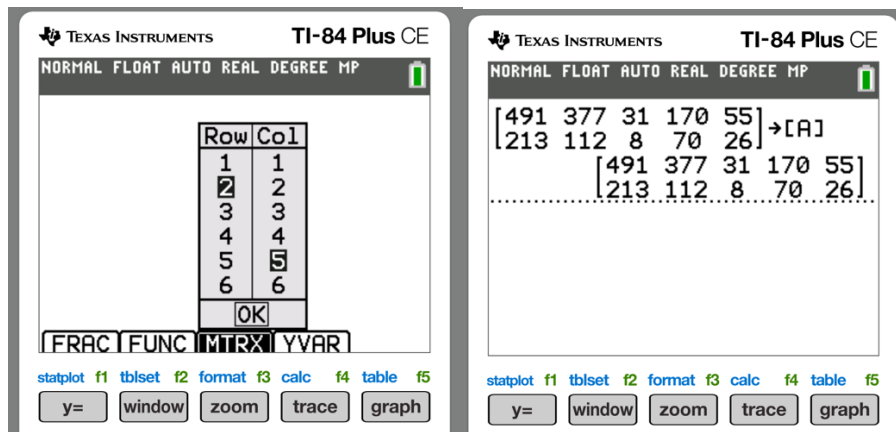 TEXAS INSTRUMENTS TI-84 Plus CE
NORMAL FLOAT AUTO REAL DEGREE MP
Row Col
1 1
2 2
3 3
4 4
5 5
6 6
OK
FRAC FUNC MTRX YVAR
statplot f1 tblset f2 format f3 calc f4 table f5
y= window zoom trace graph
TEXAS INSTRUMENTS TI-84 Plus CE
NORMAL FLOAT AUTO REAL DEGREE MP
[491 377 31 170 55
213 112 8 70 26]→[A]
[491 377 31 170 55
213 112 8 70 26]
statplot f1 tblset f2 format f3 calc f4 table f5
y= window zoom trace graph